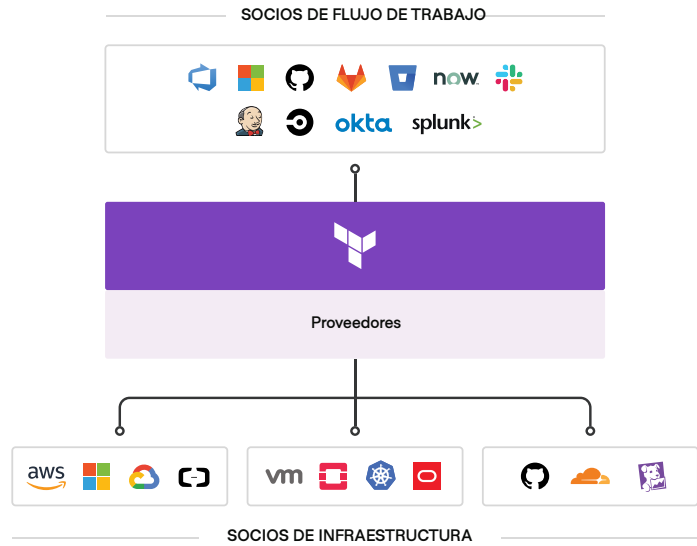 SOCIOS DE FLUJO DE TRABAJO
now
okta splunk>
Proveedores
aws vm
SOCIOS DE INFRAESTRUCTURA